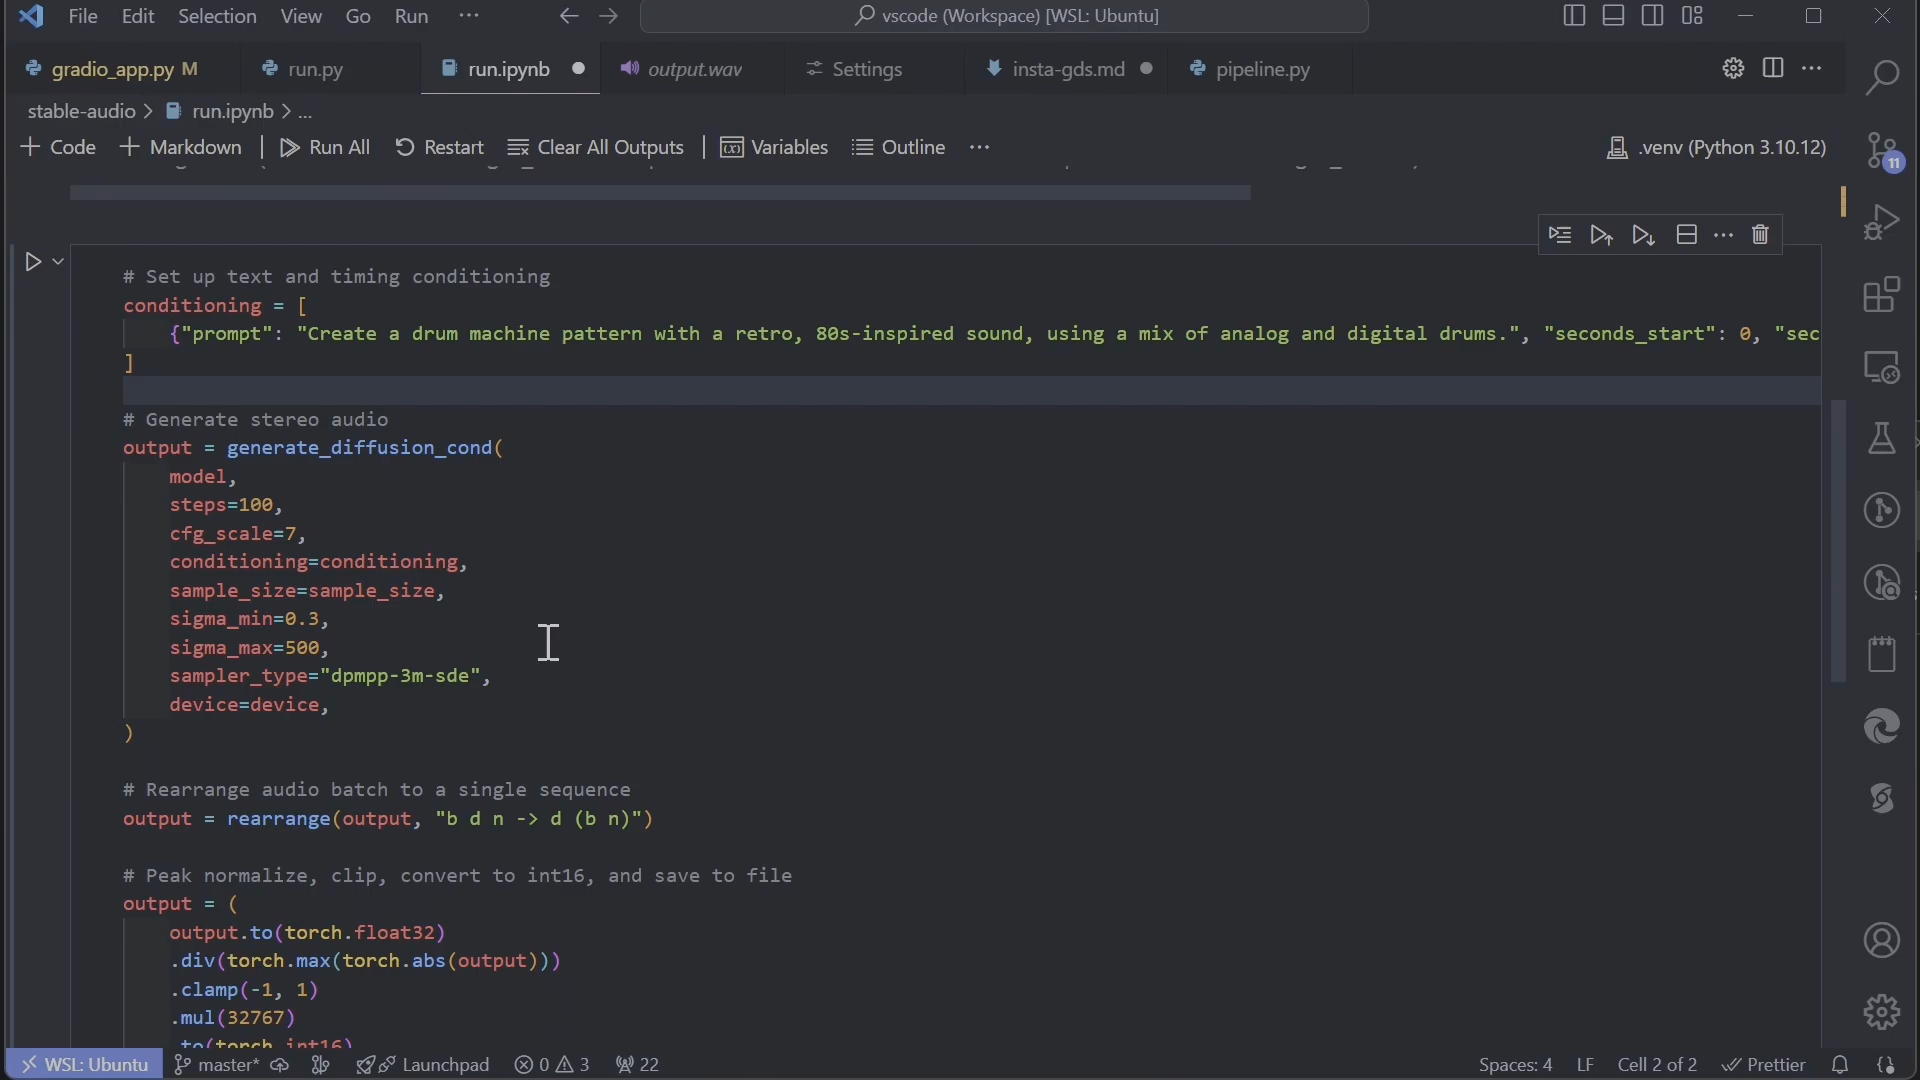 File Edit Selection View Go Run ··· vscode (Workspace) [WSL: Ubuntu]
gradio_app.py M run.py run.ipynb output.wav Settings insta-gds.md pipeline.py
stable-audio > run.ipynb > ...
+ Code + Markdown | Run All Restart Clear All Outputs | Variables Outline ··· .venv (Python 3.10.12)
11
# Set up text and timing conditioning
conditioning = [
{"prompt": "Create a drum machine pattern with a retro, 80s-inspired sound, using a mix of analog and digital drums.", "seconds_start": 0, "sec
]
# Generate stereo audio
output = generate_diffusion_cond(
model,
steps=100,
cfg_scale=7,
conditioning=conditioning,
sample_size=sample_size,
sigma_min=0.3,
sigma_max=500,
sampler_type="dpmpp-3m-sde",
device=device,
)
# Rearrange audio batch to a single sequence
output = rearrange(output, "b d n -> d (b n)")
# Peak normalize, clip, convert to int16, and save to file
output = (
output.to(torch.float32)
.div(torch.max(torch.abs(output)))
.clamp(-1, 1)
.mul(32767)
.to(torch.int16)
WSL: Ubuntu master* Launchpad 0 3 22 Spaces: 4 LF Cell 2 of 2 Prettier